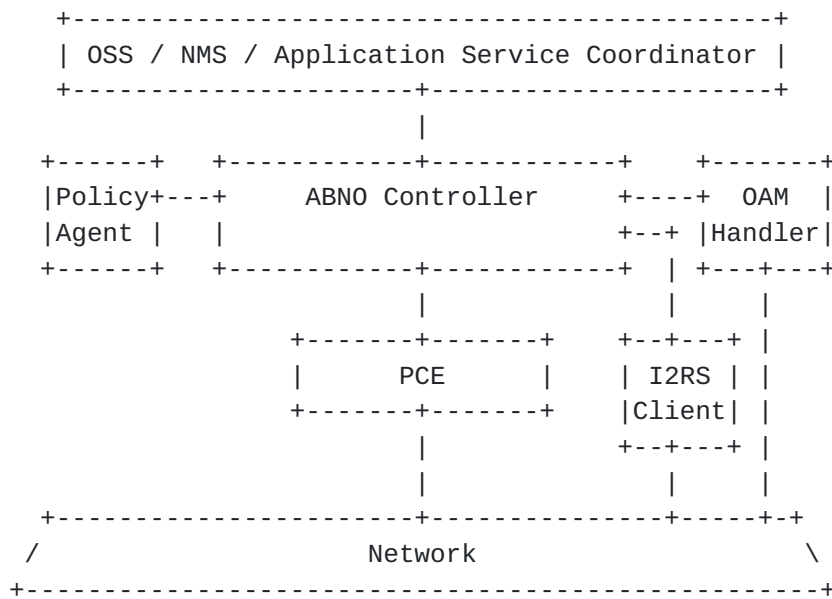 OSS / NMS / Application Service Coordinator
Policy ABNO Controller OAM
Agent Handler
PCE I2RS
Client
Network